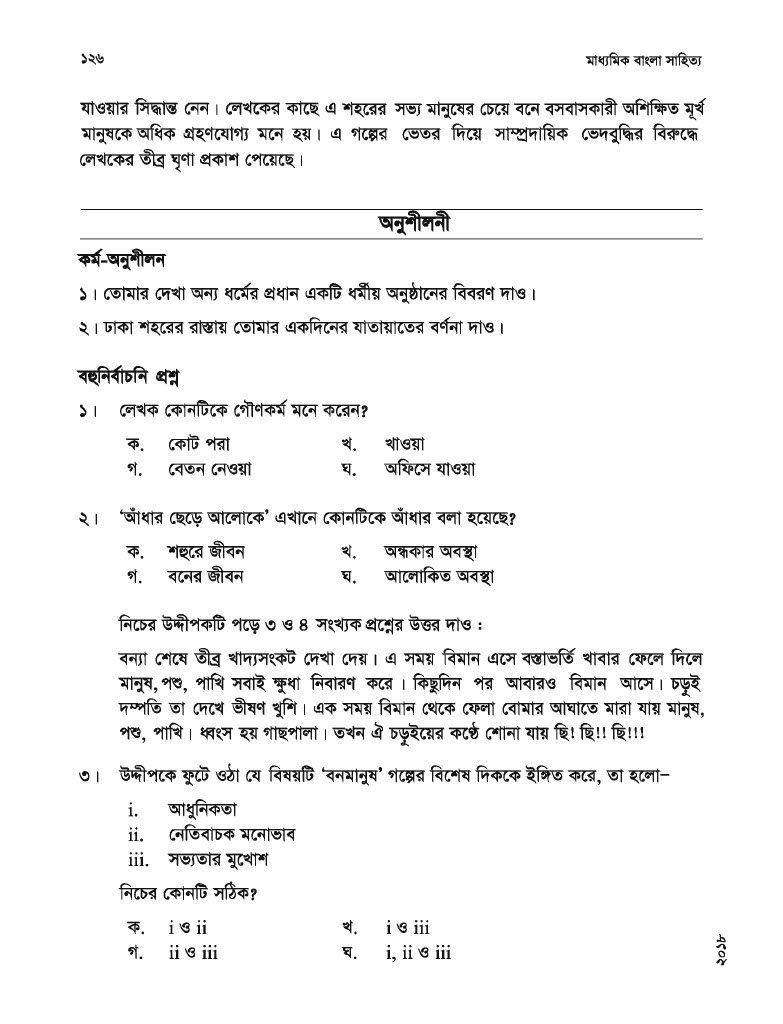 ১২৬ মাধ্যমিক বাংলা সাহিত্য
যাওয়ার সিদ্ধান্ত নেন। লেখকের কাছে এ শহরের সভ্য মানুষের চেয়ে বনে বসবাসকারী অশিক্ষিত মূর্খ
মানুষকে অধিক গ্রহণযোগ্য মনে হয়। এ গল্পের ভেতর দিয়ে সাম্প্রদায়িক ভেদবুদ্ধির বিরুদ্ধে
লেখকের তীব্র ঘৃণা প্রকাশ পেয়েছে।
অনুশীলনী
কর্ম-অনুশীলন
১। তোমার দেখা অন্য ধর্মের প্রধান একটি ধর্মীয় অনুষ্ঠানের বিবরণ দাও।
২। ঢাকা শহরের রাস্তায় তোমার একদিনের যাতায়াতের বর্ণনা দাও।
বহুনির্বাচনি প্রশ্ন
১। লেখক কোনটিকে গৌণকর্ম মনে করেন?
ক. কোট পরা খ. খাওয়া
গ. বেতন নেওয়া ঘ. অফিসে যাওয়া
২। ‘আঁধার ছেড়ে আলোকে’ এখানে কোনটিকে আঁধার বলা হয়েছে?
ক. শহুরে জীবন খ. অন্ধকার অবস্থা
গ. বনের জীবন ঘ. আলোকিত অবস্থা
নিচের উদ্দীপকটি পড়ে ৩ ও ৪ সংখ্যক প্রশ্নের উত্তর দাও :
বন্যা শেষে তীব্র খাদ্যসংকট দেখা দেয়। এ সময় বিমান এসে বস্তাভর্তি খাবার ফেলে দিলে
মানুষ, পশু, পাখি সবাই ক্ষুধা নিবারণ করে। কিছুদিন পর আবারও বিমান আসে। চড়ুই
দম্পতি তা দেখে ভীষণ খুশি। এক সময় বিমান থেকে ফেলা বোমার আঘাতে মারা যায় মানুষ,
পশু, পাখি। ধ্বংস হয় গাছপালা। তখন ঐ চড়ূইয়ের কণ্ঠে শোনা যায় ছি! ছি!! ছি!!!
৩। উদ্দীপকে ফুটে ওঠা যে বিষয়টি ‘বনমানুষ’ গল্পের বিশেষ দিককে ইঙ্গিত করে, তা হলো–
i. আধুনিকতা
ii. নেতিবাচক মনোভাব
iii. সভ্যতার মুখোশ
নিচের কোনটি সঠিক?
ক. i ও ii খ. i ও iii
গ. ii ও iii ঘ. i, ii ও iii
২০১৮